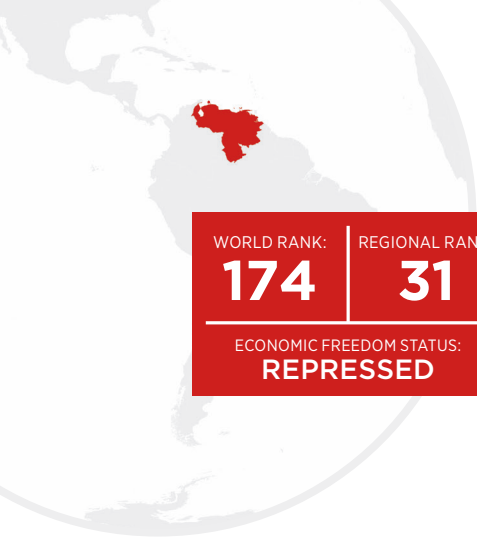 WORLD RANK:
174
REGIONAL RAN
31
ECONOMIC FREEDOM STATUS:
REPRESSED